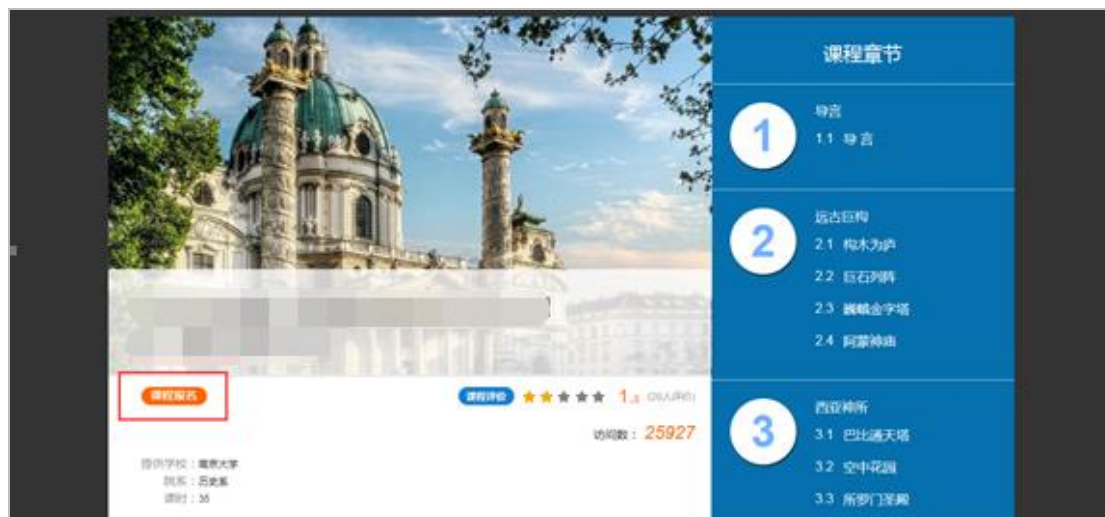 课程章节
1
导言
1.1 导言
2
远古巨构
2.1 构木为庐
2.2 巨石列阵
2.3 巍峨金字塔
2.4 阿蒙神庙
课程报名
课程评价
1
访问数： 25927
提供学校：南京大学
院系：历史系
课时：36
3
西亚神所
3.1 巴比通天塔
3.2 空中花园
3.3 所罗门圣殿